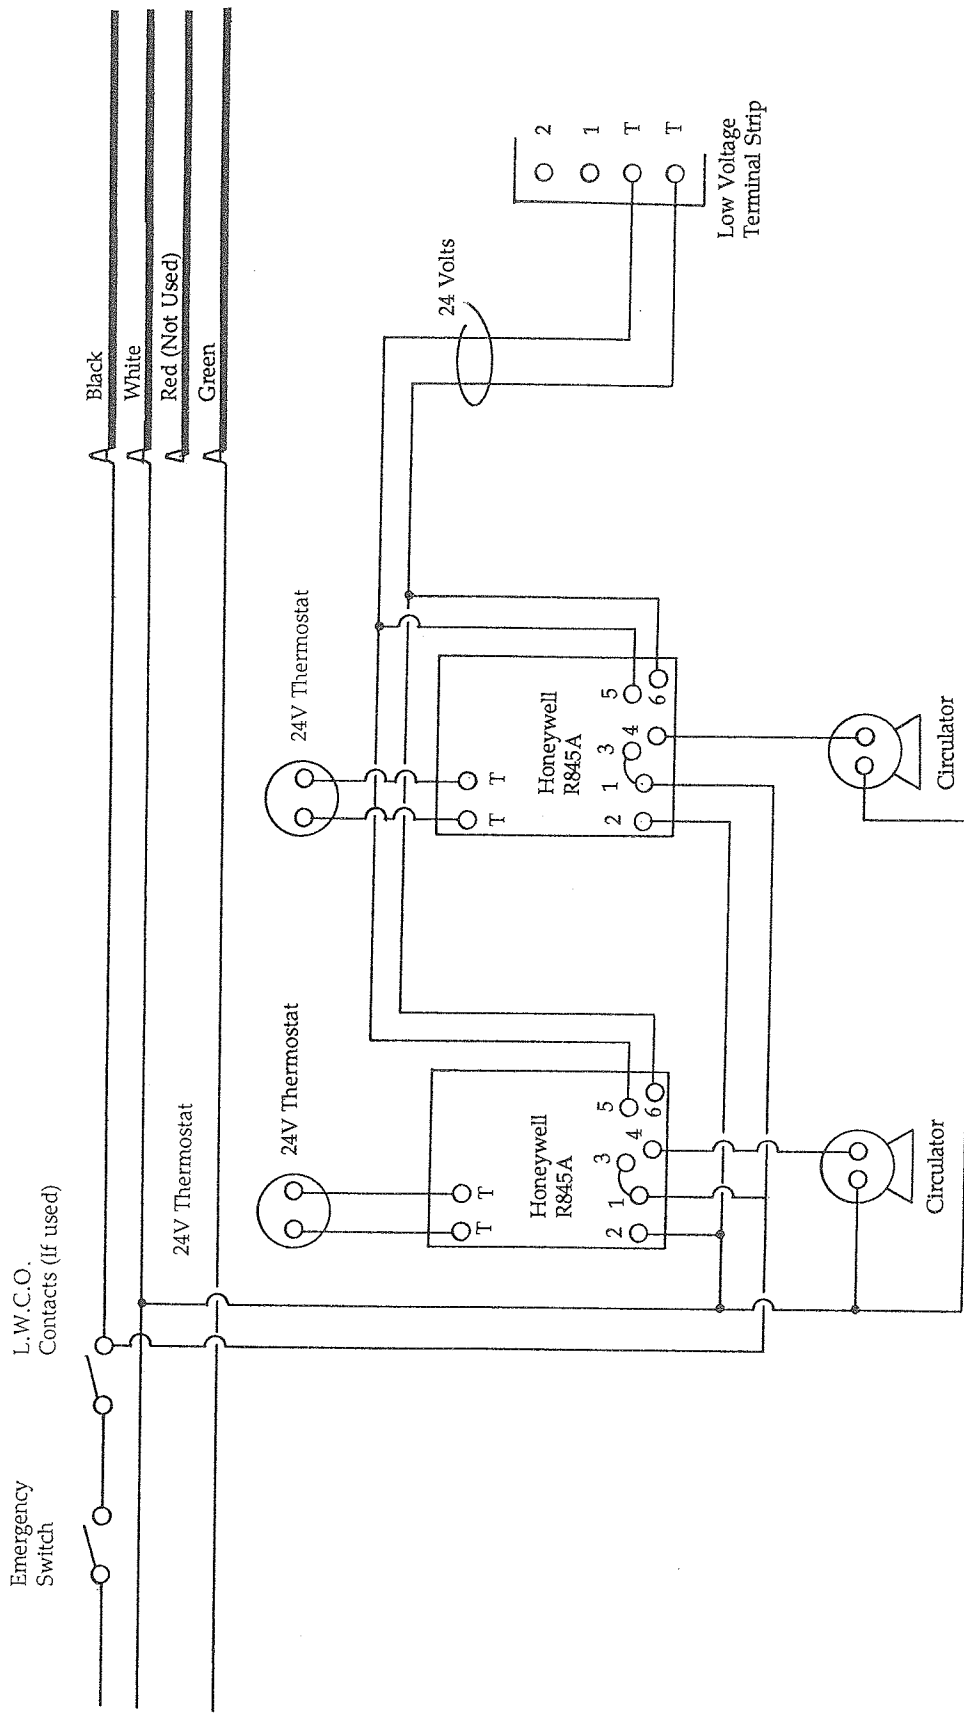 Emergency
Switch
L.W.C.O.
Contacts (If used)
Black
White
Red (Not Used)
Green
24V Thermostat
24V Thermostat
24V Thermostat
24 Volts
T
T
Honeywell
R845A
2
1
3
4
5
6
T
T
Honeywell
R845A
2
1
3
4
5
6
2
1
T
T
Low Voltage
Terminal Strip
Circulator
Circulator